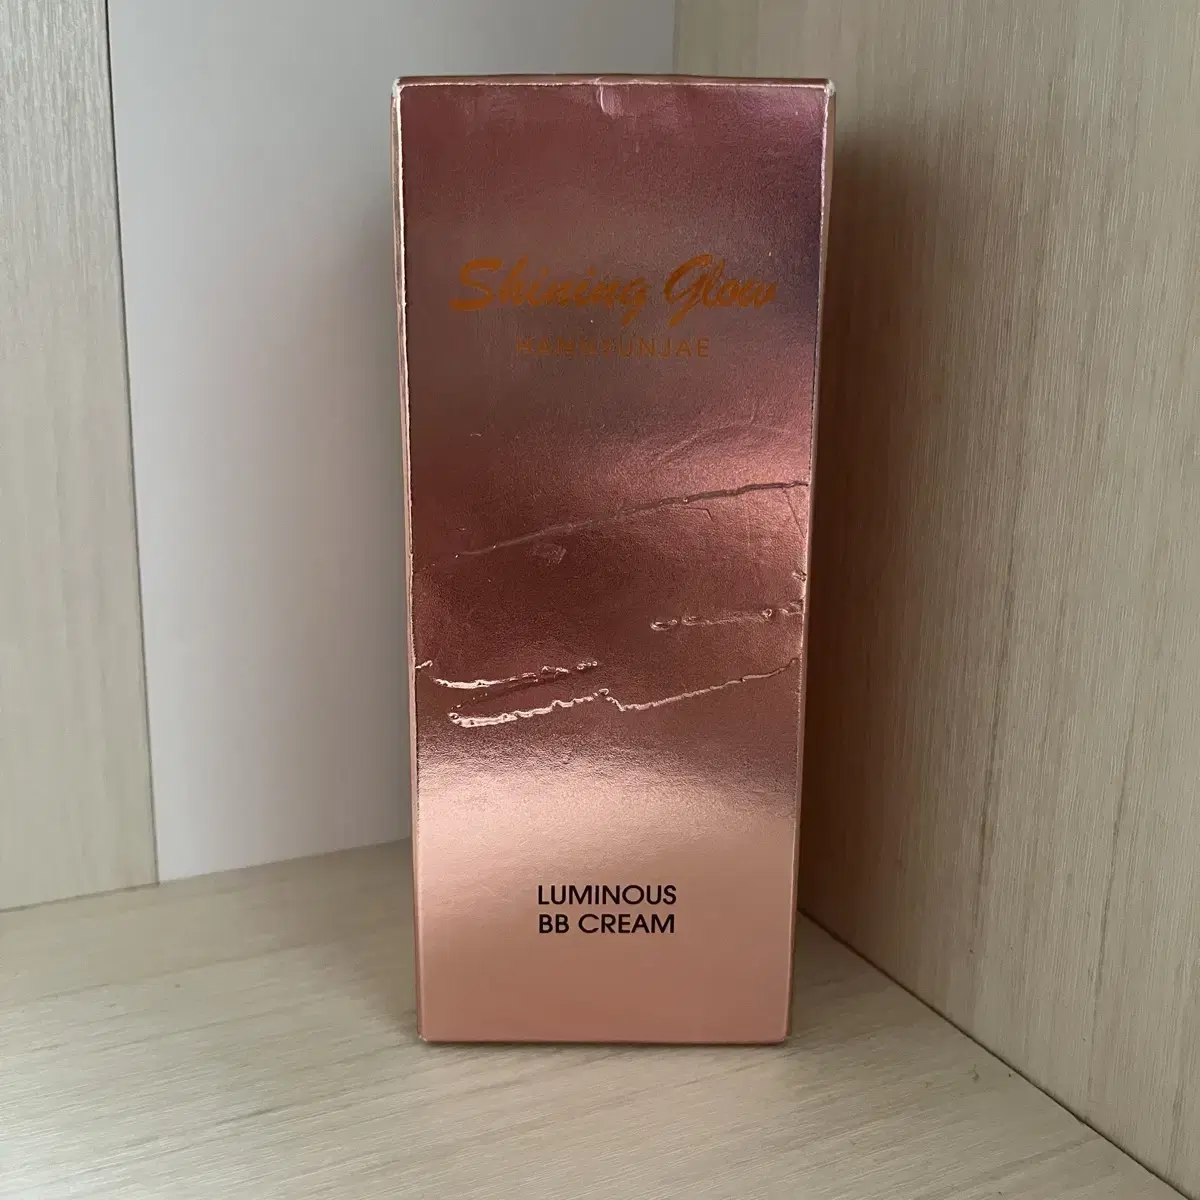 Shining Glow
HANHYUNJAE
LUMINOUS
BB CREAM